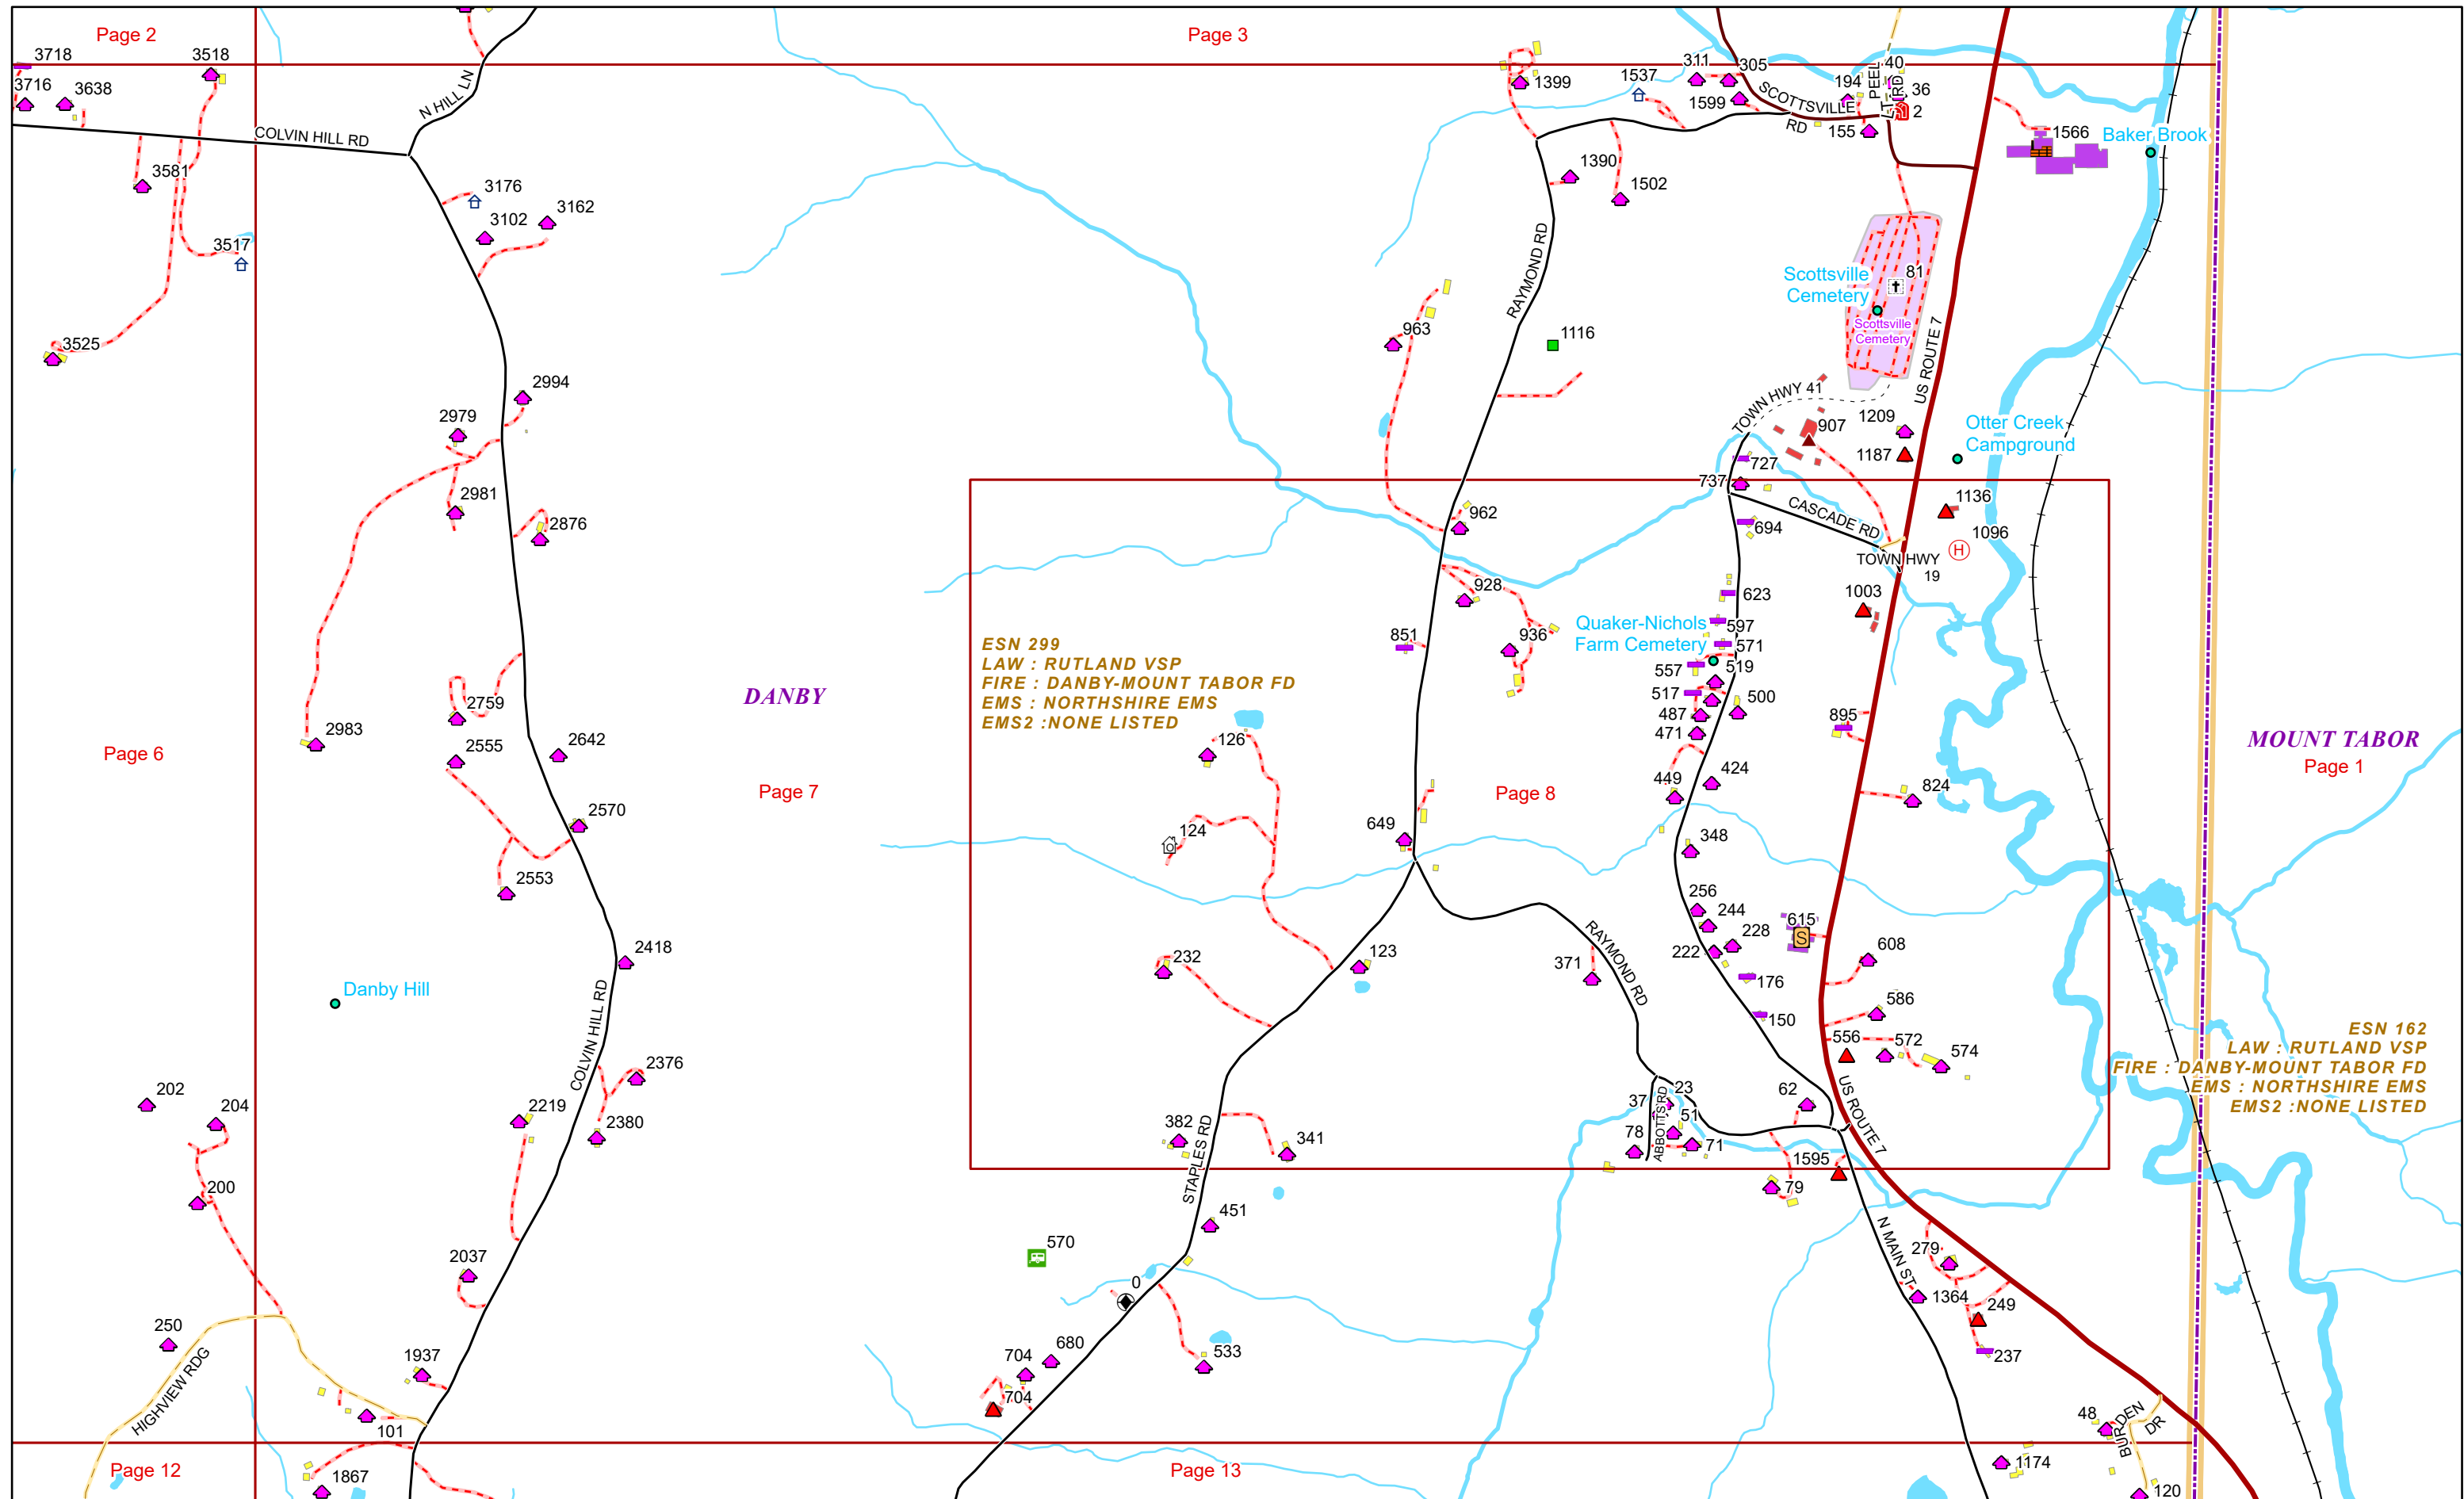 Page 2
Page 3
3718
3518
3716
3638
N HILL LN
COLVIN HILL RD
3581
3176
3102
3162
3517
3525
2994
2979
2981
2876
2983
2759
2555
2642
2570
2553
2418
COLVIN HILL RD
Danby Hill
Page 6
Page 7
DANBY
202
204
200
250
HIGHVIEW RDG
2219
2376
2380
2037
1937
101
1867
Page 12
Page 13
1399
1537
311
305
1599
SCOTTSVILLE
RD
194
PEEL
LT RD
40
36
2
155
1566
Baker Brook
1390
1502
RAYMOND RD
963
1116
Scottsville
Cemetery
81
Scottsville
Cemetery
US ROUTE 7
TOWN HWY 41
907
1209
1187
Otter Creek
Campground
727
737
CASCADE RD
694
1136
1096
H
TOWN HWY
19
1003
962
928
936
851
ESN 299
LAW : RUTLAND VSP
FIRE : DANBY-MOUNT TABOR FD
EMS : NORTHSHIRE EMS
EMS2 :NONE LISTED
623
Quaker-Nichols
Farm Cemetery
597
571
557
519
517
500
487
471
449
424
895
824
MOUNT TABOR
Page 1
126
124
Page 8
649
348
256
244
228
222
615
S
608
176
150
586
556
572
574
232
123
371
RAYMOND RD
ESN 162
LAW : RUTLAND VSP
FIRE : DANBY-MOUNT TABOR FD
EMS : NORTHSHIRE EMS
EMS2 :NONE LISTED
382
STAPLES RD
341
23
37
51
78
ABBOTTS RD
71
62
US ROUTE 7
1595
79
451
570
0
533
680
704
704
N MAIN ST
279
1364
249
237
48
BURDEN
DR
1174
120